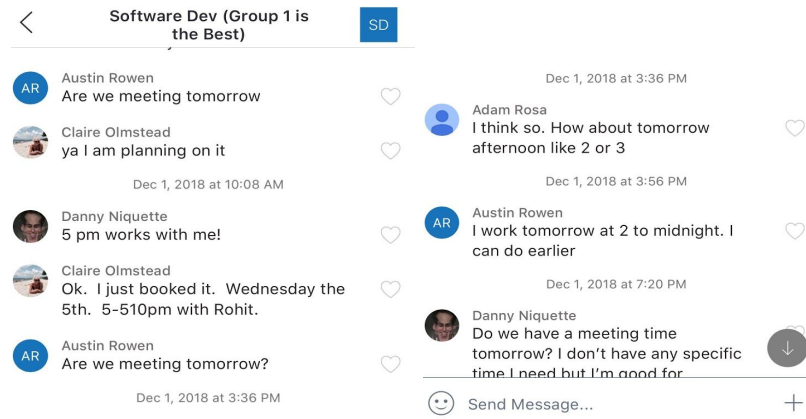 Software Dev (Group 1 is
the Best)
SD
AR
Austin Rowen
Are we meeting tomorrow
Claire Olmstead
ya I am planning on it
Dec 1, 2018 at 10:08 AM
Danny Niquette
5 pm works with me!
Claire Olmstead
Ok. I just booked it. Wednesday the
5th. 5-510pm with Rohit.
AR
Austin Rowen
Are we meeting tomorrow?
Dec 1, 2018 at 3:36 PM
Dec 1, 2018 at 3:36 PM
Adam Rosa
I think so. How about tomorrow
afternoon like 2 or 3
Dec 1, 2018 at 3:56 PM
AR
Austin Rowen
I work tomorrow at 2 to midnight. I
can do earlier
Dec 1, 2018 at 7:20 PM
Danny Niquette
Do we have a meeting time
tomorrow? I don't have any specific
time I need but I'm good for
Send Message...